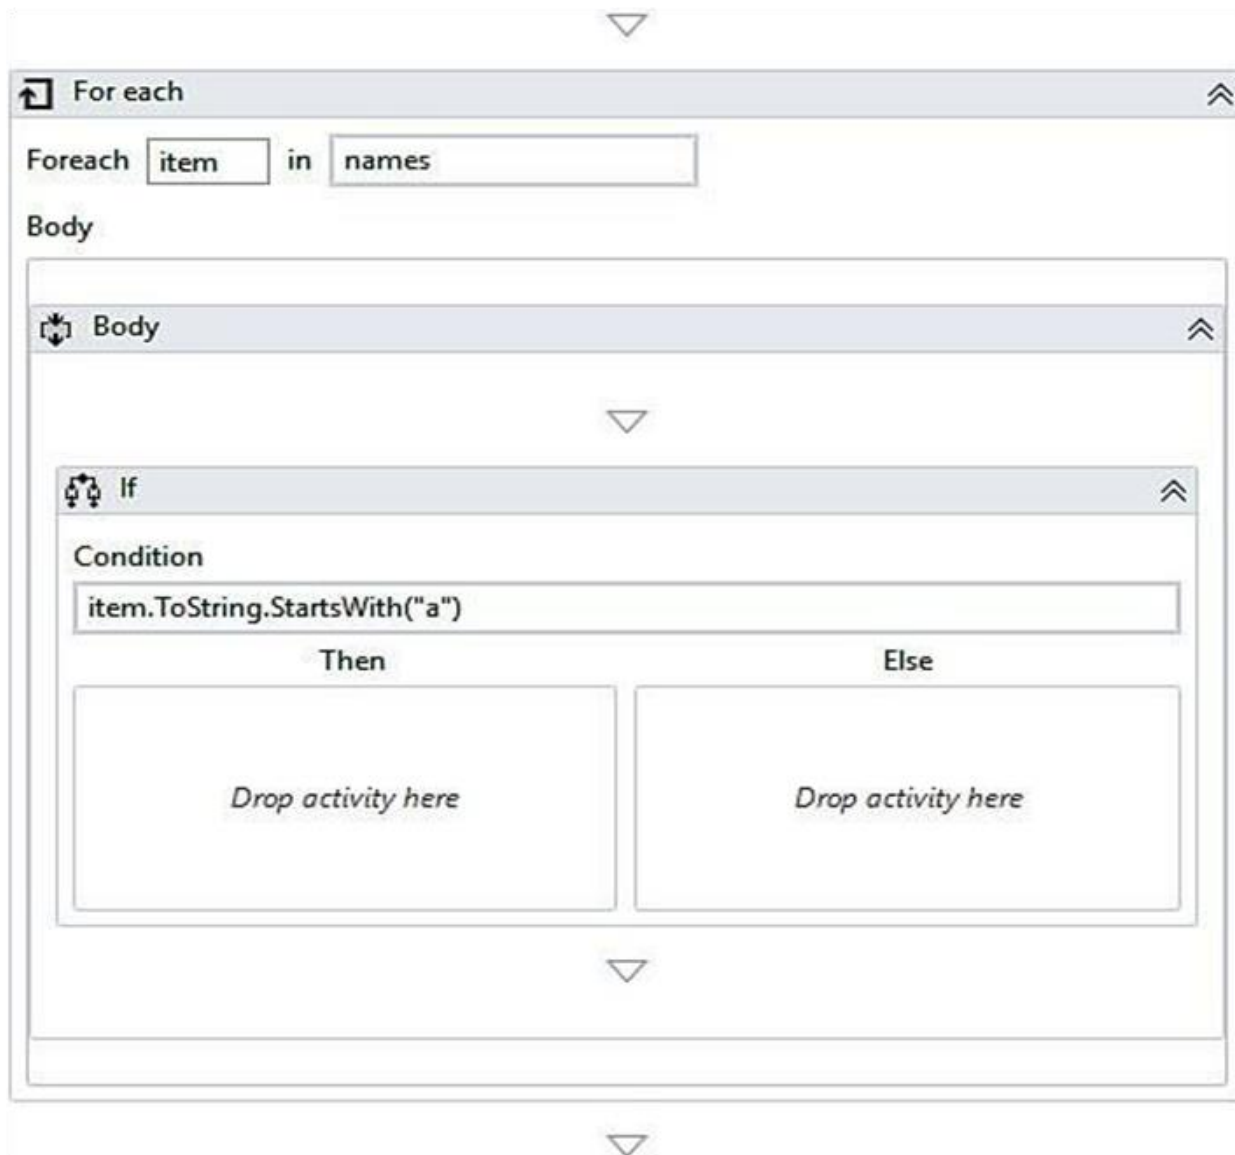 For each
Foreach item in names
Body
Body
If
Condition
item.ToString.StartsWith("a")
Then Else
Drop activity here Drop activity here